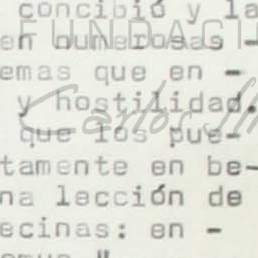 concibió y la
en numerosas -
emas que en -
y hostilidad.
que los pue-
tamente en be-
na lección de
ecinas: en -